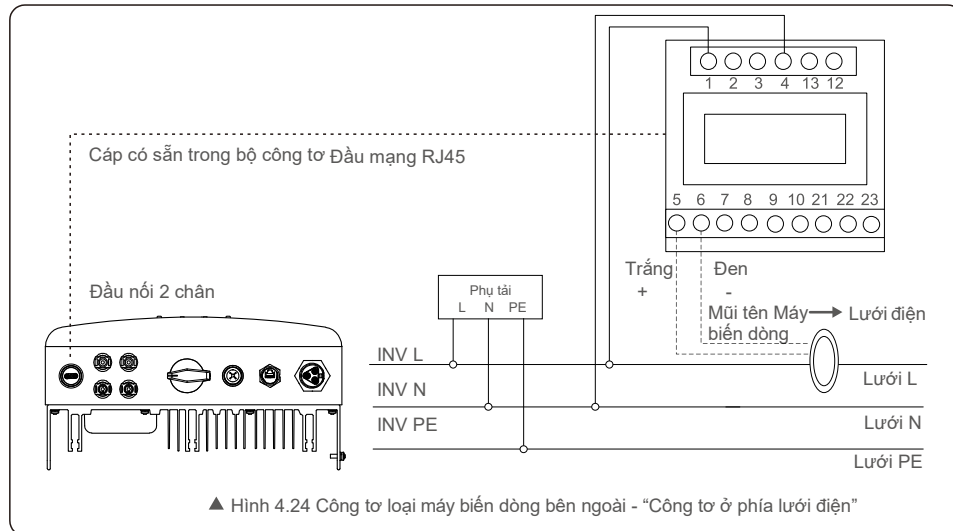 1 2 3 4 13 12
Cáp có sẵn trong bộ công tơ Đầu mạng RJ45
5 6 7 8 9 10 21 22 23
Trắng
+
Đen
-
Đầu nối 2 chân
Phụ tải
L N PE
Mũi tên Máy
biến dòng
Lưới điện
INV L
Lưới L
INV N
Lưới N
INV PE
Lưới PE
▲ Hình 4.24 Công tơ loại máy biến dòng bên ngoài - “Công tơ ở phía lưới điện”